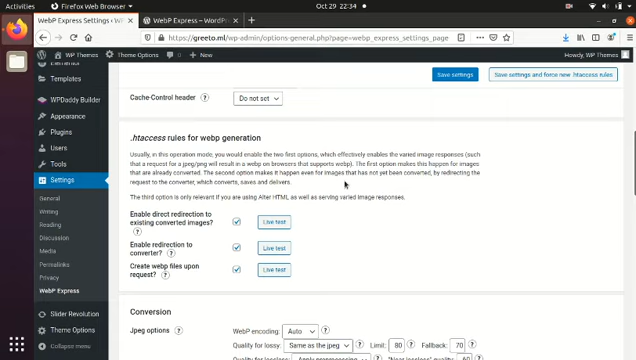 Activities
Firefox Web Browser
Oct 29 22:34
WebP Express Settings ‹
WebP Express – WordPr
https://greeto.ml/wp-admin/options-general.php?page=webp_express_settings_page
WP Themes
Theme Options
0
+ New
Howdy, WP Themes
Save settings
Save settings and force new .htaccess rules
Templates
WPDaddy Builder
Appearance
Plugins
Users
Tools
Settings
General
Writing
Reading
Discussion
Media
Permalinks
Privacy
WebP Express
Slider Revolution
Theme Options
Collapse menu
Cache-Control header ?
Do not set
.htaccess rules for webp generation
Usually, in this operation mode, you would enable the two first options, which effectively enables the varied image responses (such
that a request for a jpeg/png will result in a webp on browsers that supports webp). The first option makes this happen for images
that are already converted. The second option makes it happen even for images that has not yet been converted, by redirecting the
request to the converter, which converts, saves and delivers.
The third option is only relevant if you are using Alter HTML as well as serving varied image responses.
Enable direct redirection to
existing converted images?
?
Live test
Enable redirection to
converter? ?
Live test
Create webp files upon
request? ?
Live test
Conversion
Jpeg options ?
WebP encoding: Auto ?
Quality for lossy: Same as the jpeg ? Limit: 80 Fallback: 70